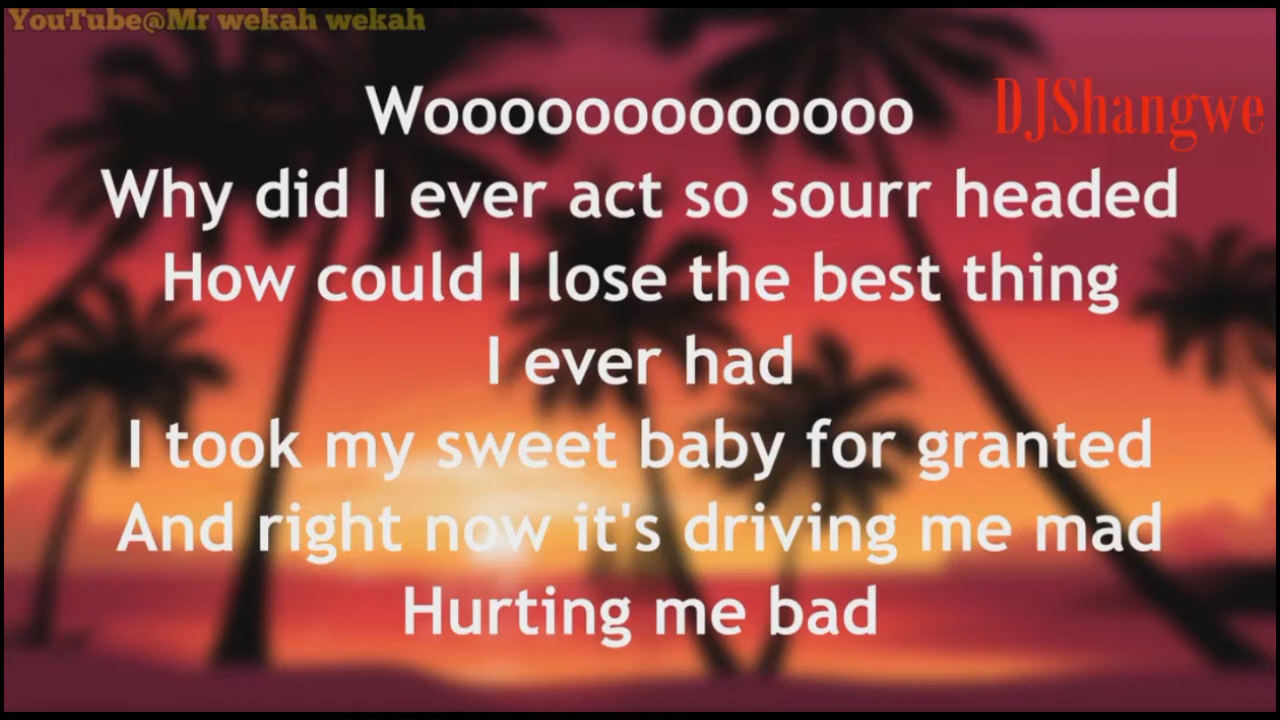 YouTube@Mr wekah wekah
Wooooooooooooo
DJShangwe
Why did I ever act so sourr headed
How could I lose the best thing
I ever had
I took my sweet baby for granted
And right now it's driving me mad
Hurting me bad